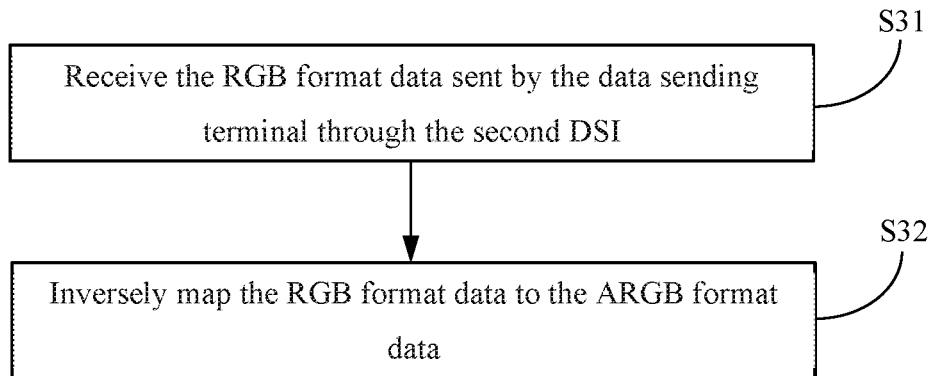 S31
Receive the RGB format data sent by the data sending
terminal through the second DSI
S32
Inversely map the RGB format data to the ARGB format
data